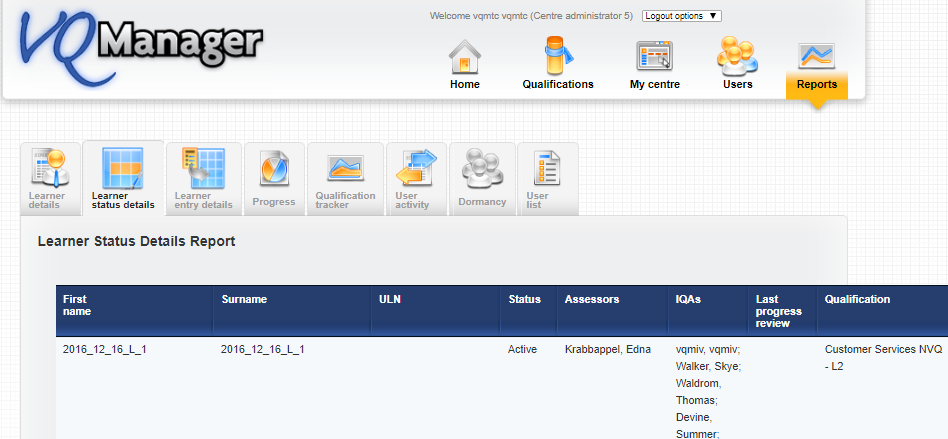 VQManager
Welcome vqmtc vqmtc (Centre administrator 5) Logout options ▼
Home Qualifications My centre Users Reports
Learner details
Learner status details
Learner entry details
Progress
Qualification tracker
User activity
Dormancy
User list
Learner Status Details Report
First name Surname ULN Status Assessors IQAs Last progress review Qualification
2016_12_16_L_1 2016_12_16_L_1 Active Krabbappel, Edna vqmiv, vqmiv; Customer Services NVQ
Walker, Skye; - L2
Waldrom,
Thomas;
Devine,
Summer;